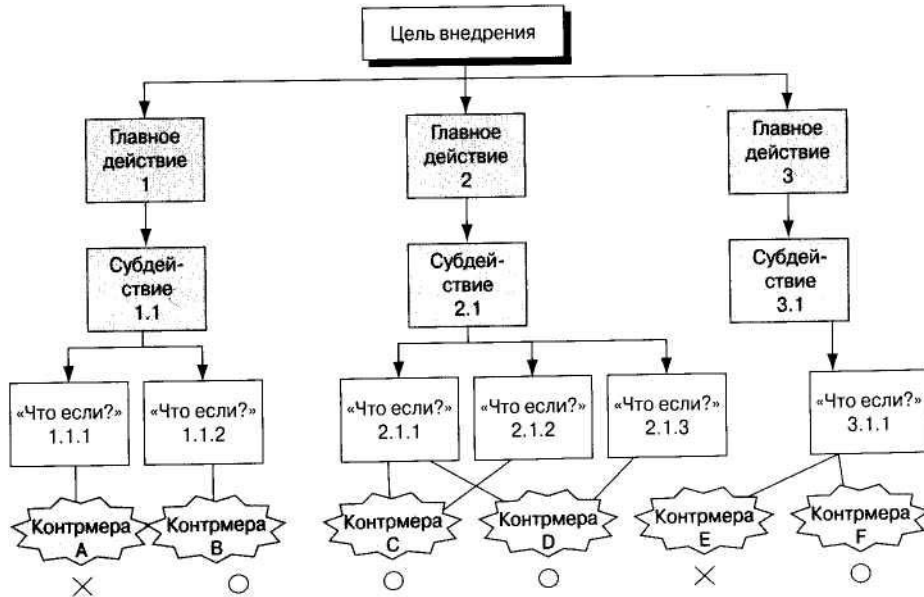 Цель внедрения
Главное
действие
1
Главное
действие
2
Главное
действие
3
Субдей-
ствие
1.1
Субдей-
ствие
2.1
Субдей-
ствие
3.1
«Что если?»
1.1.1
«Что если?»
1.1.2
«Что если?»
2.1.1
«Что если?»
2.1.2
«Что если?»
2.1.3
«Что если?»
3.1.1
Контрмера
A
Контрмера
B
Контрмера
C
Контрмера
D
Контрмера
E
Контрмера
F